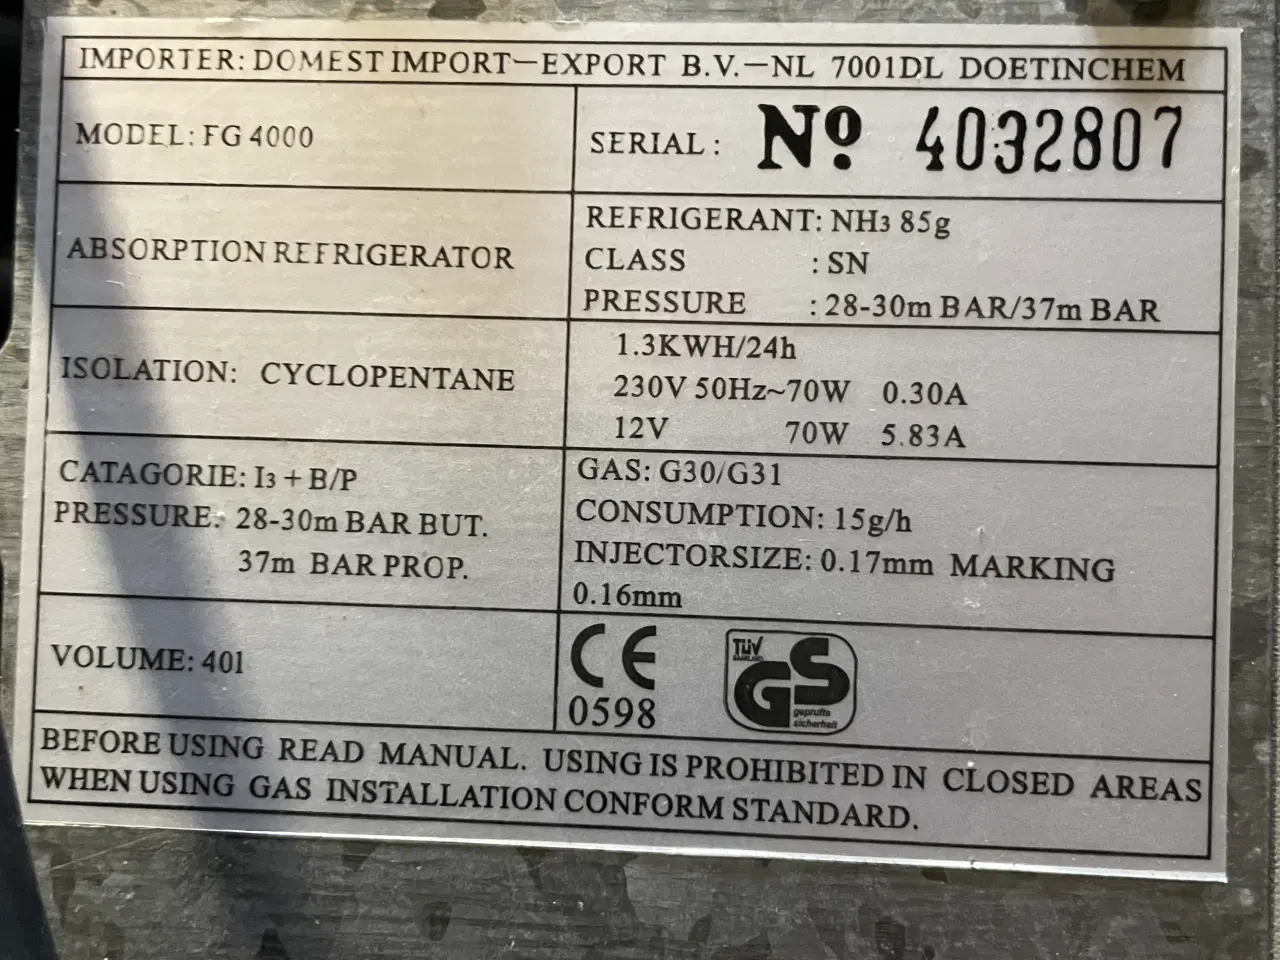 IMPORTER: DOMEST IMPORT-EXPORT B.V.-NL 7001DL DOETINCHEM
MODEL: FG 4000
SERIAL: Nº 4032807
ABSORPTION REFRIGERATOR
REFRIGERANT: NH3 85g
CLASS : SN
PRESSURE : 28-30m BAR/37m BAR
ISOLATION: CYCLOPENTANE
1.3KWH/24h
230V 50Hz~70W 0.30A
12V 70W 5.83A
CATAGORIE: I3 + B/P
PRESSURE: 28-30m BAR BUT.
37m BAR PROP.
GAS: G30/G31
CONSUMPTION: 15g/h
INJECTORSIZE: 0.17mm MARKING
0.16mm
VOLUME: 40l
CE
0598
TÜV
SAARLAND
GS
geprüfte
sicherheit
BEFORE USING READ MANUAL. USING IS PROHIBITED IN CLOSED AREAS
WHEN USING GAS INSTALLATION CONFORM STANDARD.